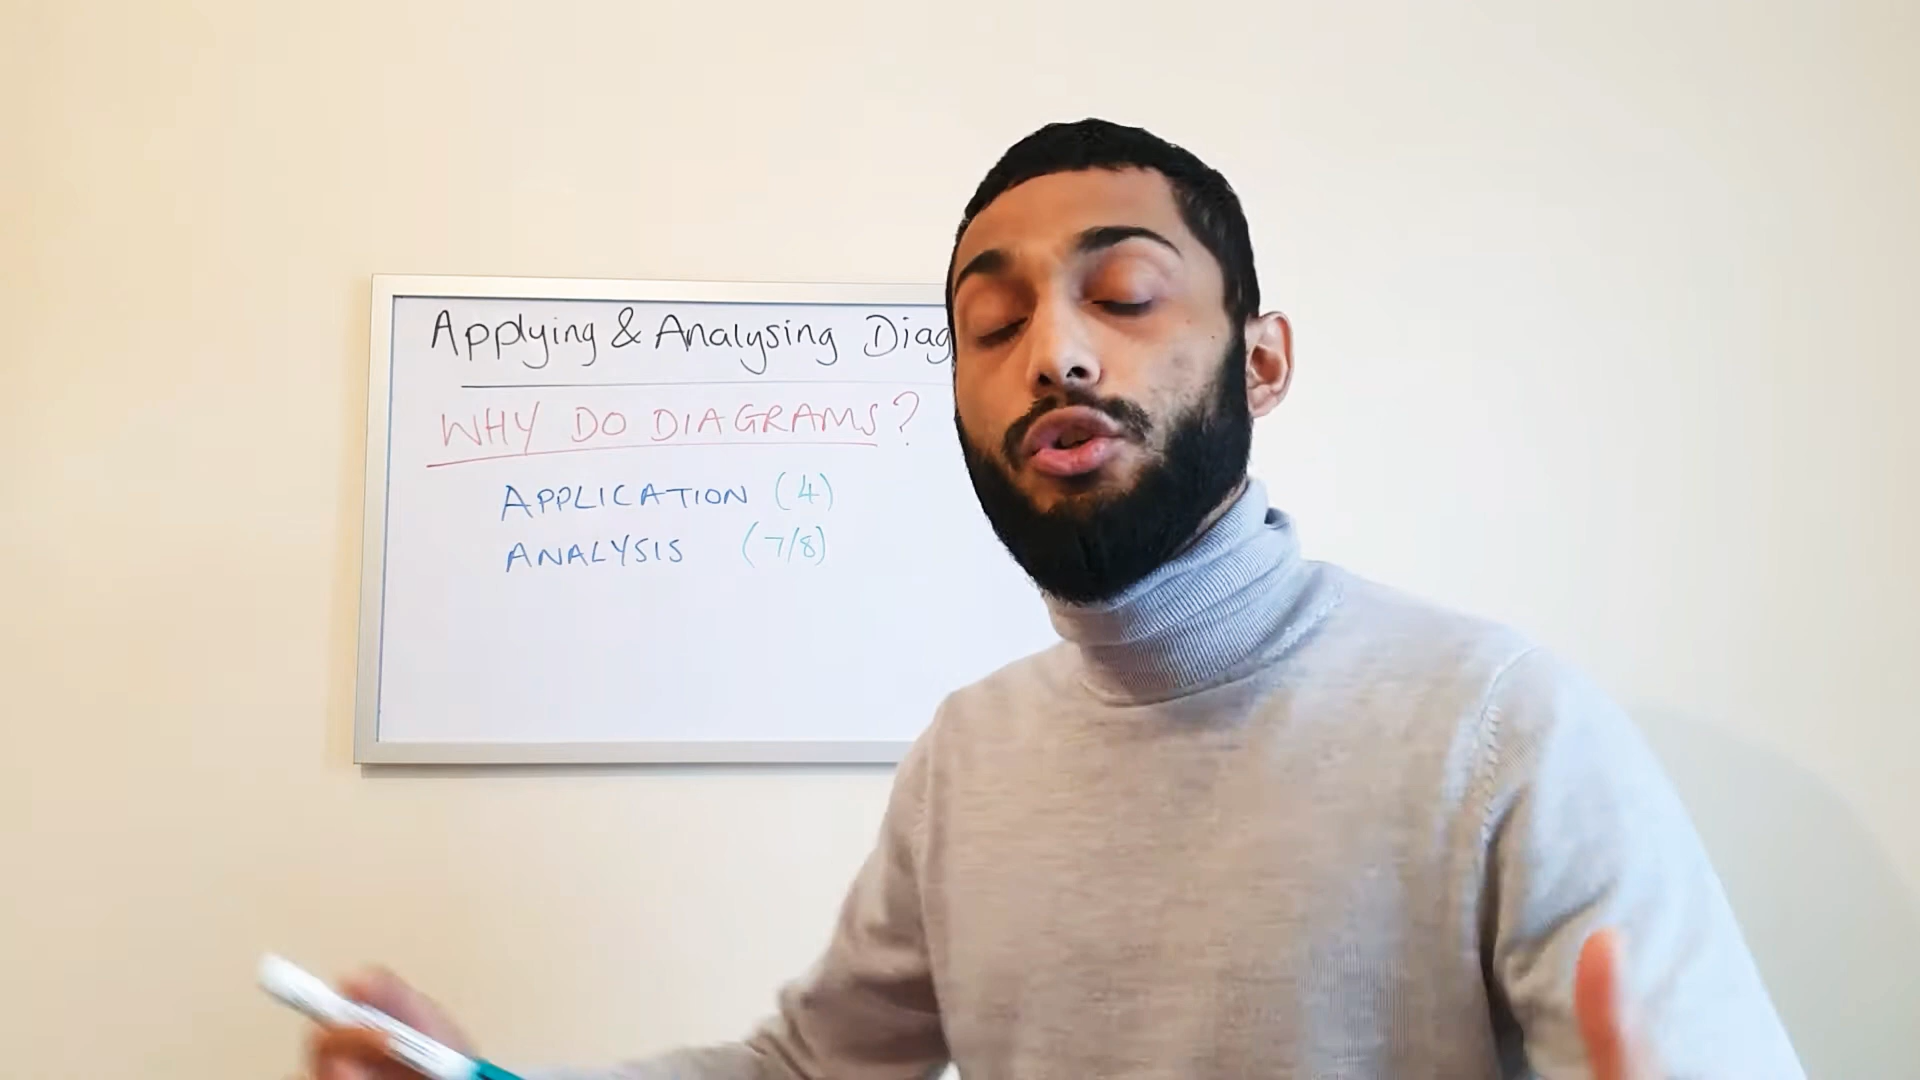 Applying & Analysing Diag
WHY DO DIAGRAMS?
APPLICATION (4)
ANALYSIS (7/8)